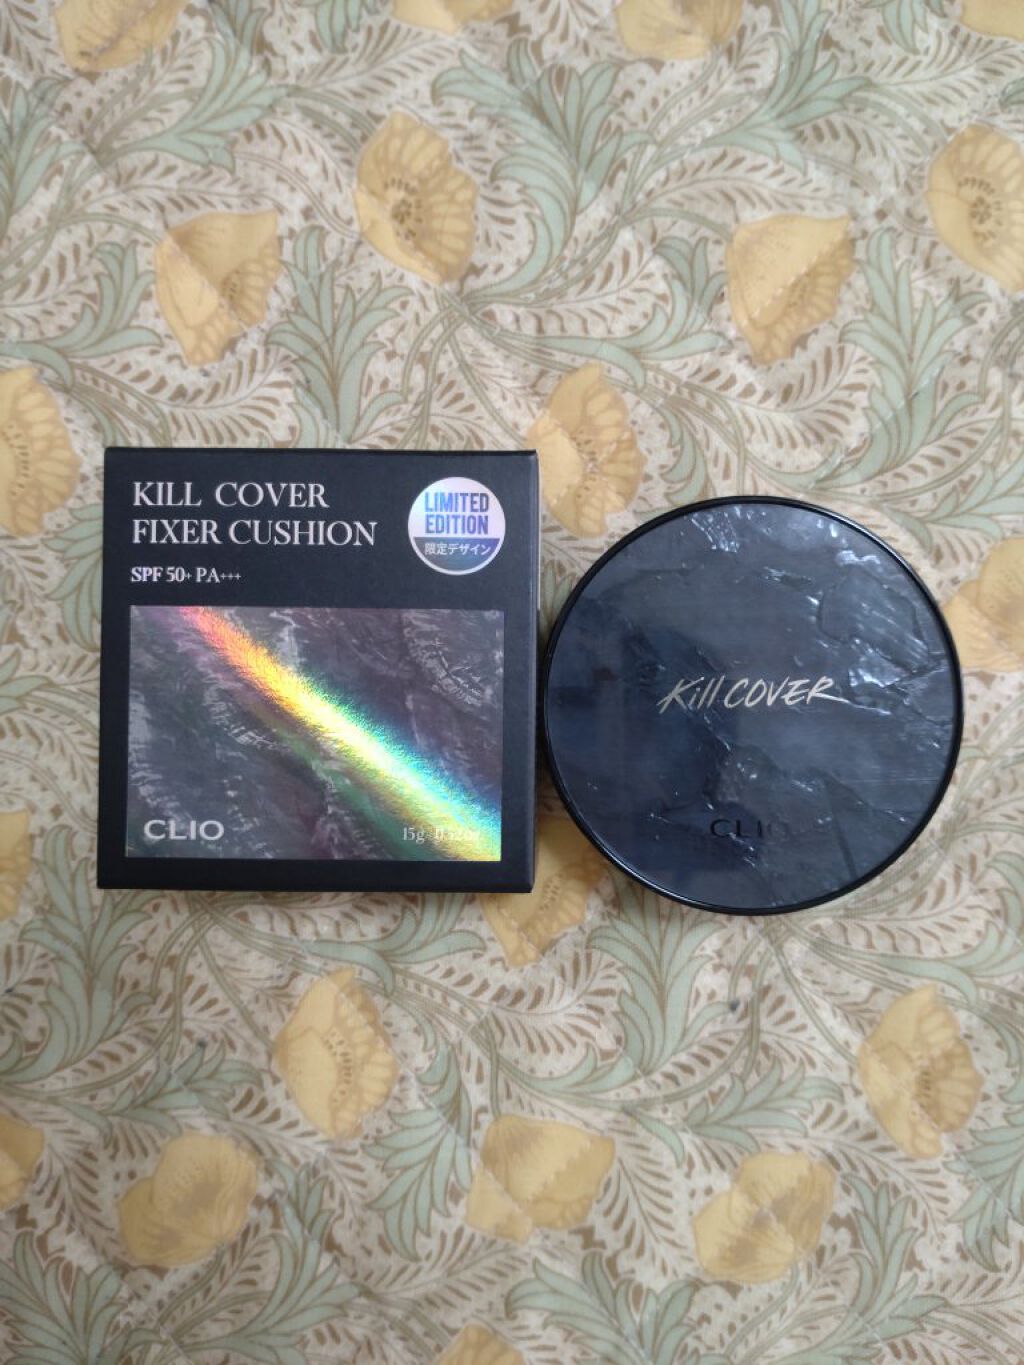 KILL COVER
FIXER CUSHION
SPF 50+ PA+++
LIMITED
EDITION
限定デザイン
CLIO
15g
Kill COVER
CLIO